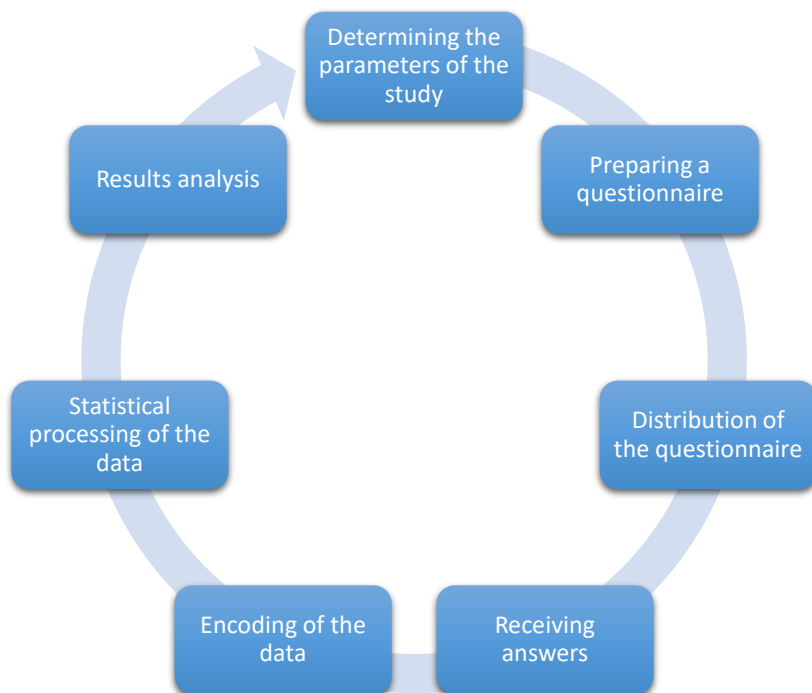 Determining the
parameters of the
study
Preparing a
questionnaire
Distribution of
the questionnaire
Receiving
answers
Encoding of the
data
Statistical
processing of the
data
Results analysis